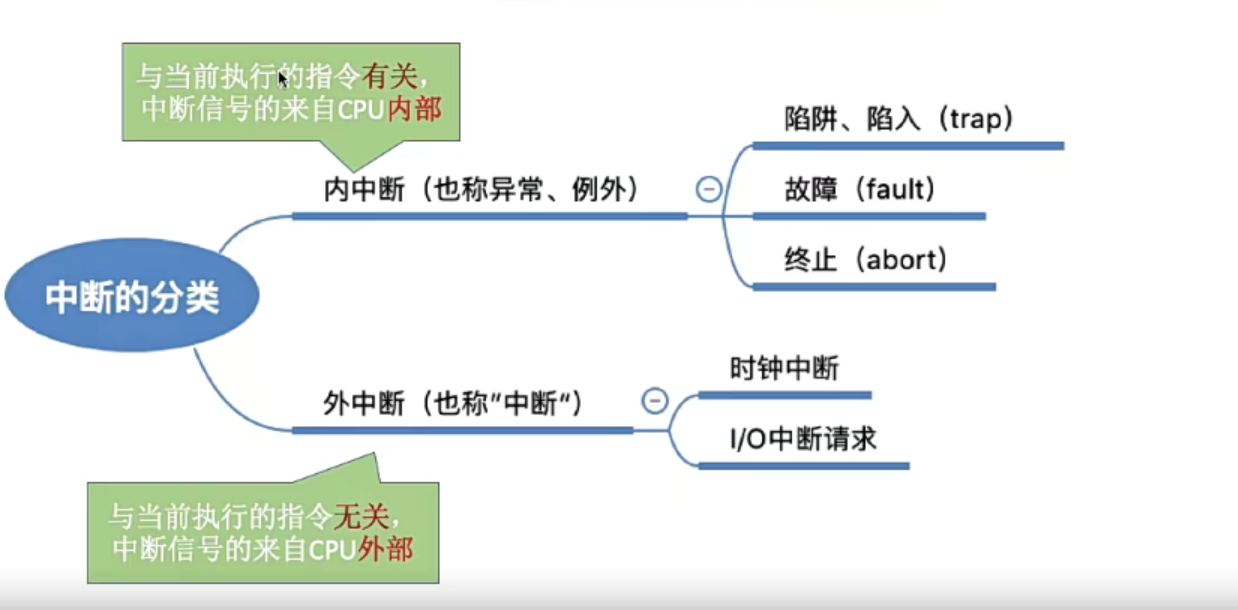 与当前执行的指令有关，
中断信号的来自CPU内部
陷阱、陷入（trap）
内中断（也称异常、例外）
故障（fault）
终止（abort）
中断的分类
时钟中断
外中断（也称”中断“）
I/O中断请求
与当前执行的指令无关，
中断信号的来自CPU外部